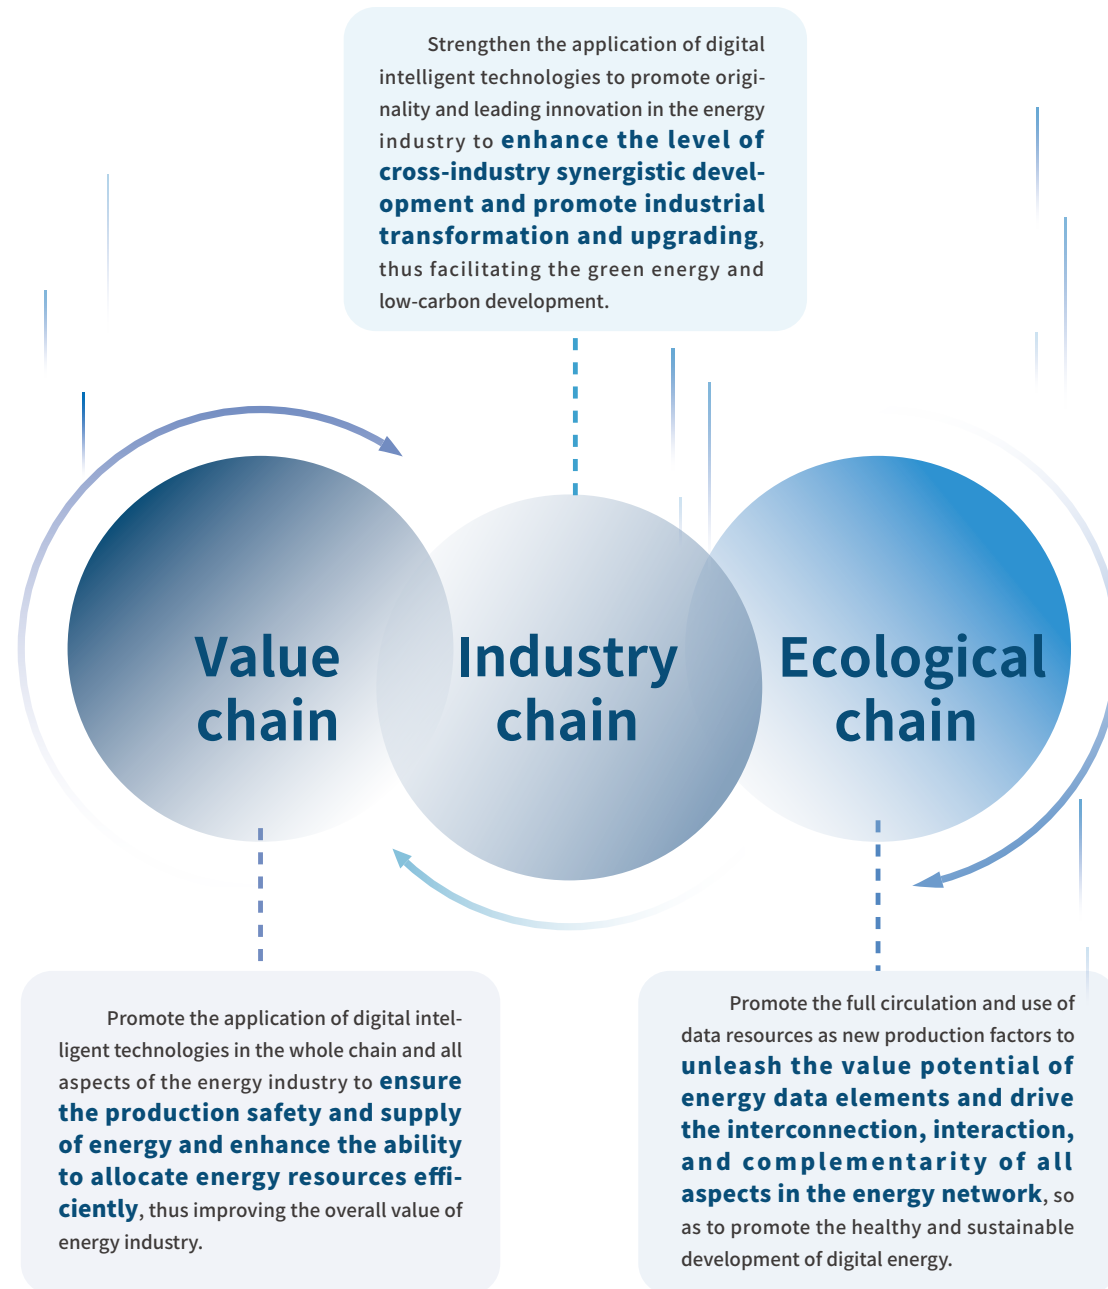 Strengthen the application of digital
intelligent technologies to promote origi-
nality and leading innovation in the energy
industry to enhance the level of
cross-industry synergistic devel-
opment and promote industrial
transformation and upgrading,
thus facilitating the green energy and
low-carbon development.
Value
chain
Industry
chain
Ecological
chain
Promote the application of digital intel-
ligent technologies in the whole chain and all
aspects of the energy industry to ensure
the production safety and supply
of energy and enhance the ability
to allocate energy resources effi-
ciently, thus improving the overall value of
energy industry.
Promote the full circulation and use of
data resources as new production factors to
unleash the value potential of
energy data elements and drive
the interconnection, interaction,
and complementarity of all
aspects in the energy network, so
as to promote the healthy and sustainable
development of digital energy.